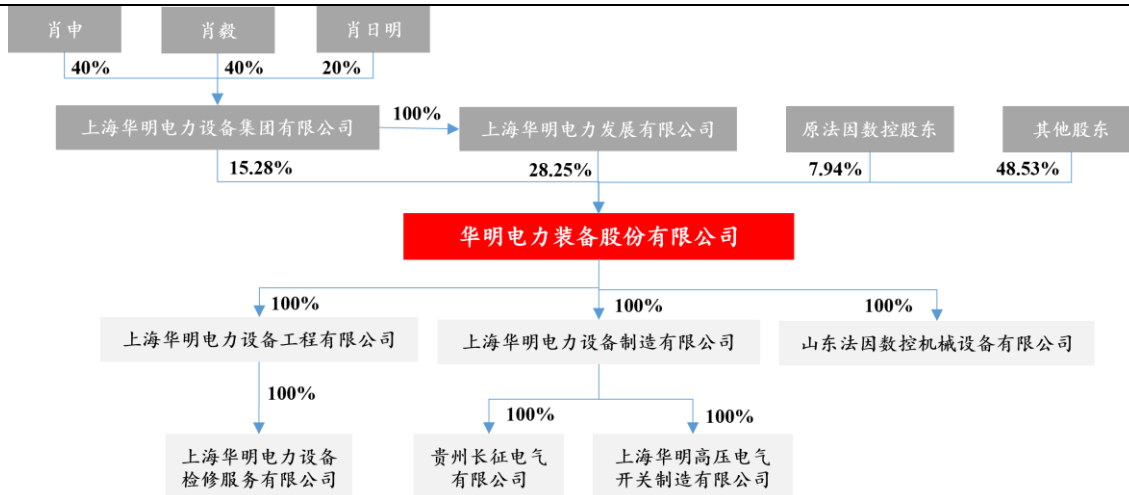 肖申
肖毅
肖日明
40%
40%
20%
上海华明电力设备集团有限公司
100%
上海华明电力发展有限公司
原法因数控股东
其他股东
15.28%
28.25%
7.94%
48.53%
华明电力装备股份有限公司
100%
100%
100%
上海华明电力设备工程有限公司
上海华明电力设备制造有限公司
山东法因数控机械设备有限公司
100%
100%
100%
上海华明电力设备
检修服务有限公司
贵州长征电气
有限公司
上海华明高压电气
开关制造有限公司